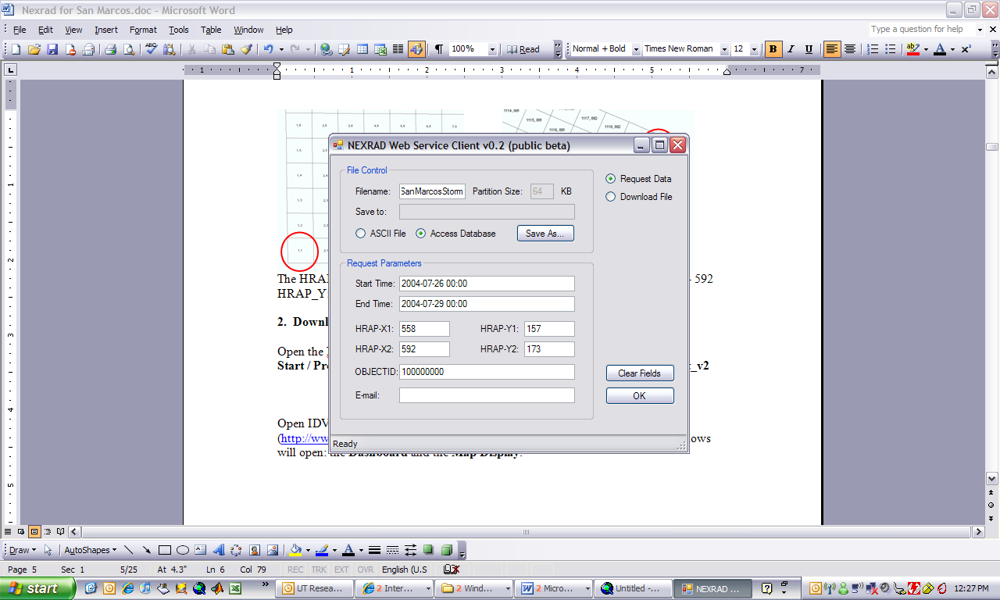 Nexrad for San Marcos.doc - Microsoft Word
File Edit View Insert Format Tools Table Window Help
Type a question for help
100% Read Normal + Bold Times New Roman 12 B I U
1 1 2 3 4 5 7
1114, 881
1115, 881
1116, 881
1117, 882
1118, 882
NEXRAD Web Service Client v0.2 (public beta)
File Control
Filename: SanMarcosStorm Partition Size: 64 KB
Request Data
Download File
Save to:
ASCII File Access Database Save As...
1,1
The HRA
- 592
HRAP_Y
Request Parameters
Start Time: 2004-07-26 00:00
End Time: 2004-07-29 00:00
2. Downl
HRAP-X1: 558 HRAP-Y1: 157
HRAP-X2: 592 HRAP-Y2: 173
Open the
Start / Pro
_v2
OBJECTID: 100000000
Clear Fields
E-mail:
OK
Open IDV
(http://ww
ows
Ready
will open: the Dashboard and the Map Display.
Draw AutoShapes
Page 5 Sec 1 5/25 At 4.3" Ln 6 Col 79 REC TRK EXT OVR English (U.S
start
UT Resea...
2 Inter...
2 Wind...
2 Micro...
Untitled -...
NEXRAD ...
12:27 PM